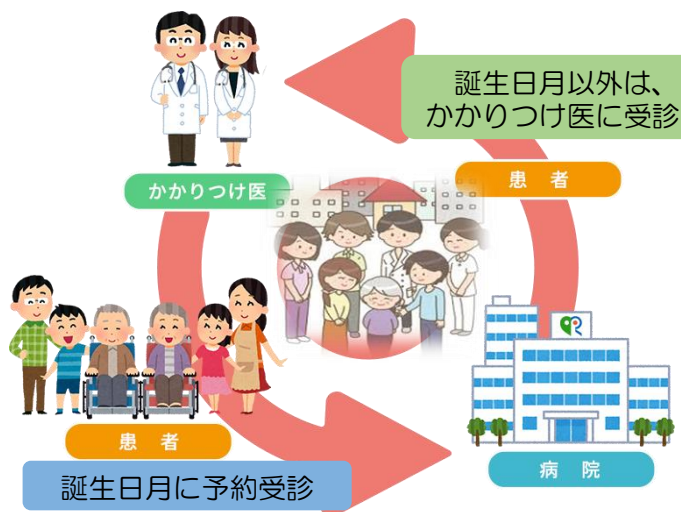 誕生日月以外は、
かかりつけ医に受診
かかりつけ医
患 者
患 者
誕生日月に予約受診
病 院